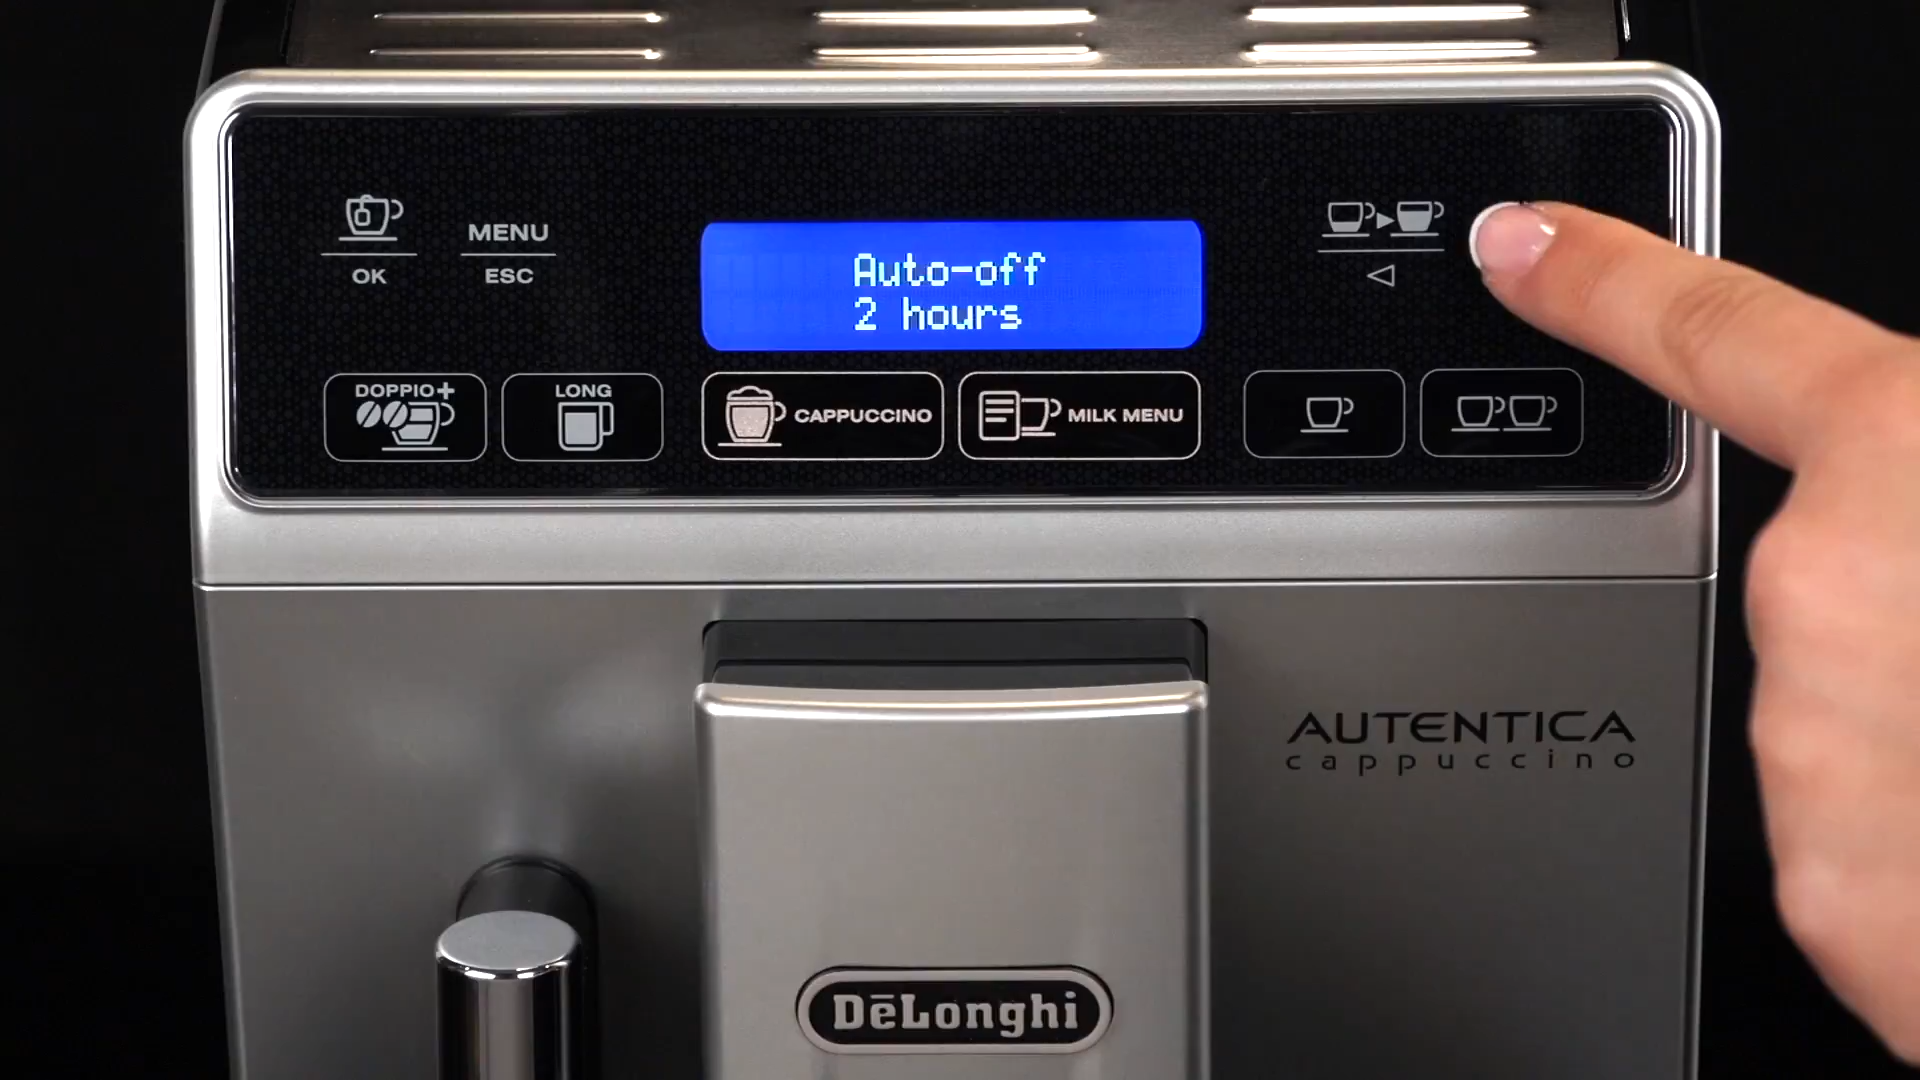 MENU
OK
ESC
Auto-off
2 hours
DOPPIO+
LONG
CAPPUCCINO
MILK MENU
AUTENTICA
cappuccino
DēLonghi